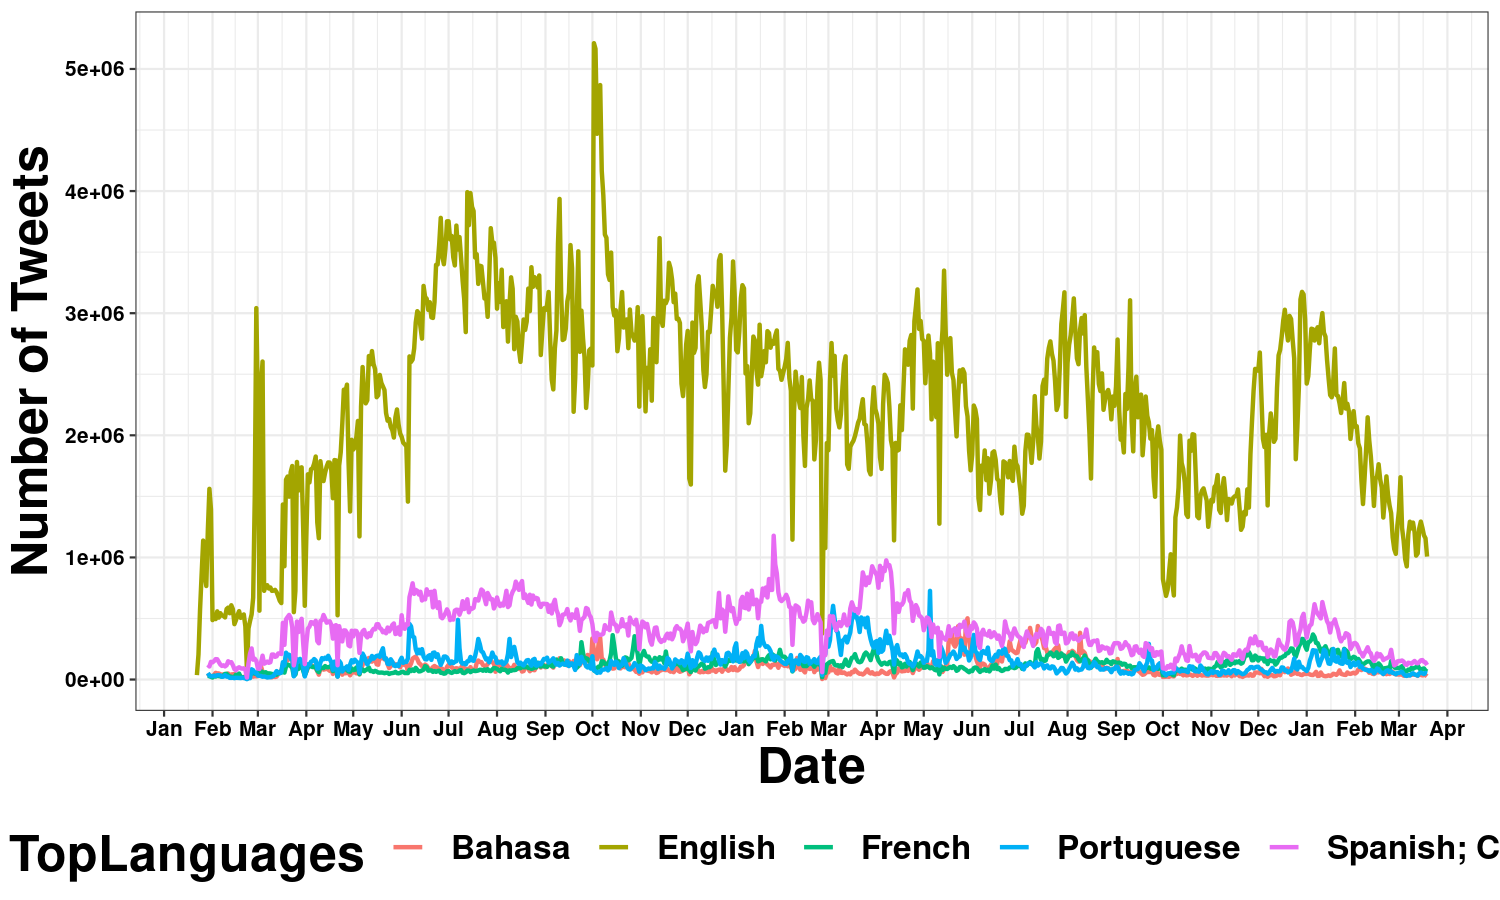 Number of Tweets
5e+06
4e+06
3e+06
2e+06
1e+06
0e+00
Jan Feb Mar Apr May Jun Jul Aug Sep Oct Nov Dec Jan Feb Mar Apr May Jun Jul Aug Sep Oct Nov Dec Jan Feb Mar Apr
Date
TopLanguages Bahasa English French Portuguese Spanish; C